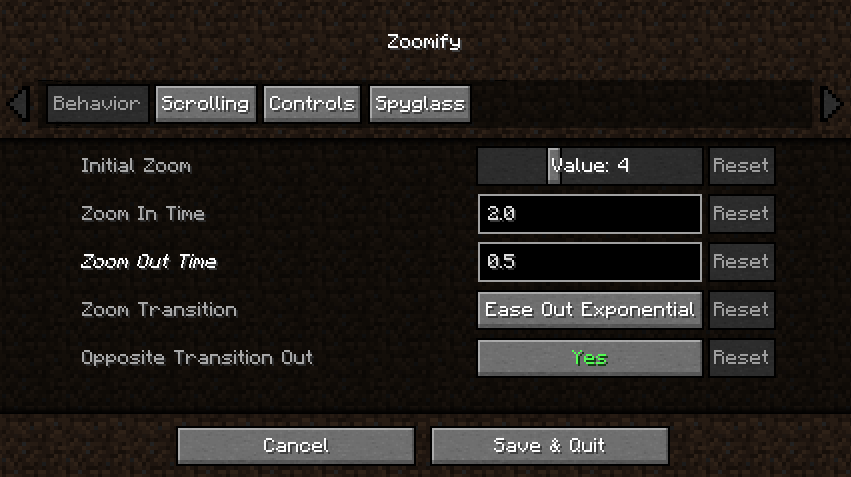 Zoomify
Behavior Scrolling Controls Spyglass
Initial Zoom Value: 4 Reset
Zoom In Time 2.0 Reset
Zoom Out Time 0.5 Reset
Zoom Transition Ease Out Exponential Reset
Opposite Transition Out Yes Reset
Cancel Save & Quit